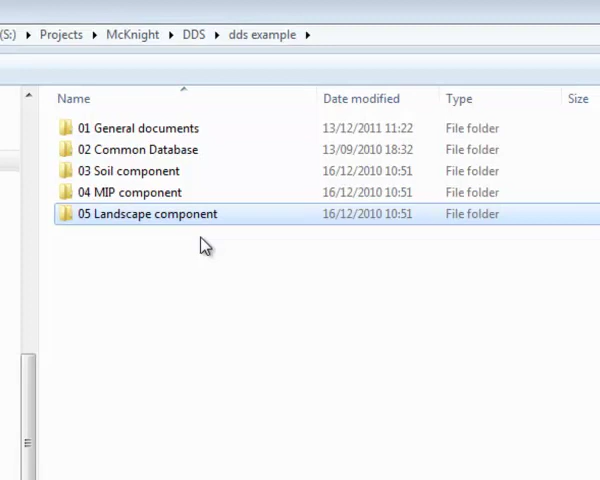 (S:) Projects McKnight DDS dds example
Name Date modified Type Size
01 General documents 13/12/2011 11:22 File folder
02 Common Database 13/09/2010 18:32 File folder
03 Soil component 16/12/2010 10:51 File folder
04 MIP component 16/12/2010 10:51 File folder
05 Landscape component 16/12/2010 10:51 File folder